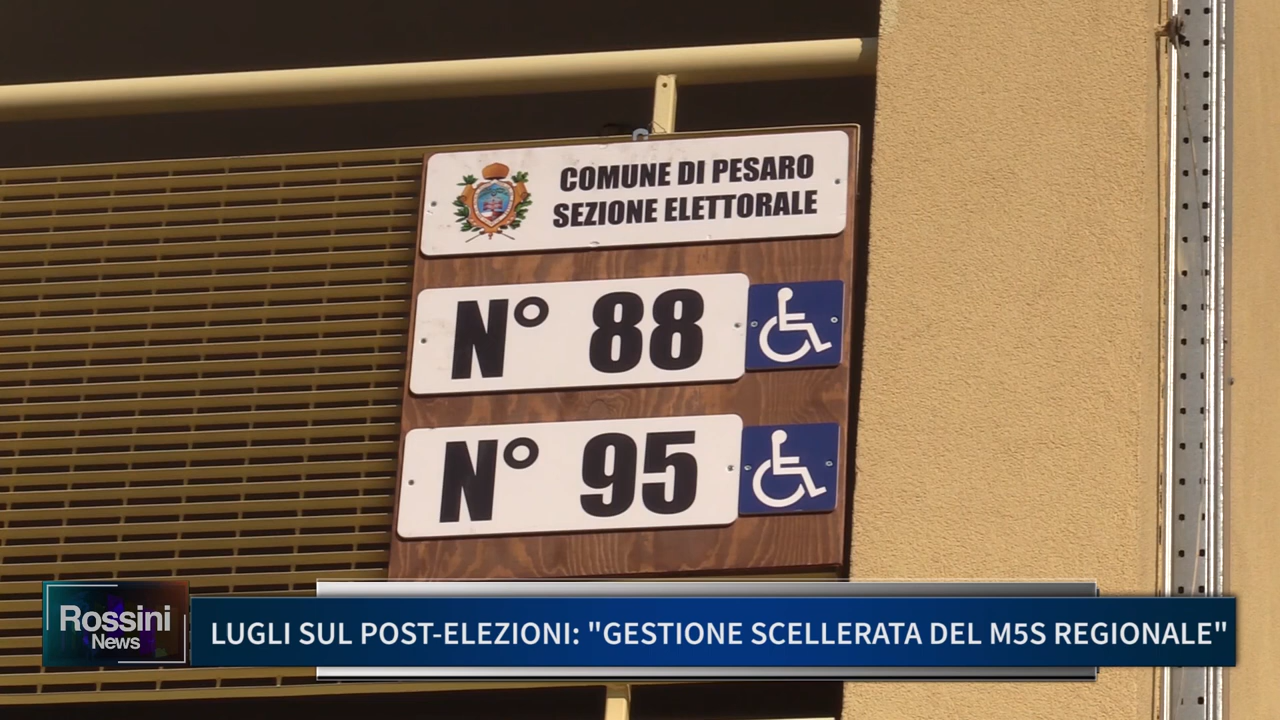 COMUNE DI PESARO
SEZIONE ELETTORALE
N° 88
N° 95
Rossini
News
LUGLI SUL POST-ELEZIONI: "GESTIONE SCELLERATA DEL M5S REGIONALE"